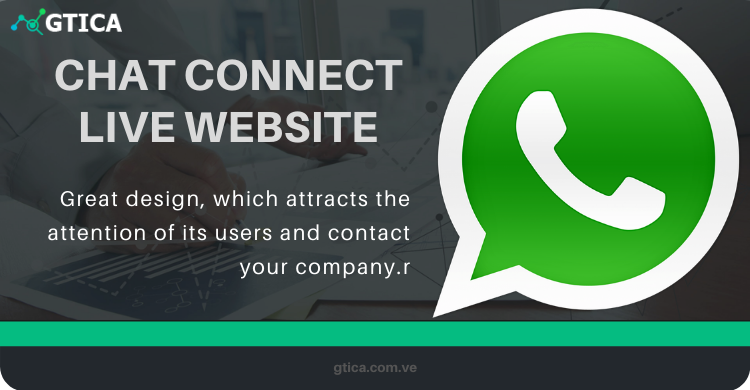 GTICA
CHAT CONNECT
LIVE WEBSITE
Great design, which attracts the
attention of its users and contact
your company.r
gtica.com.ve